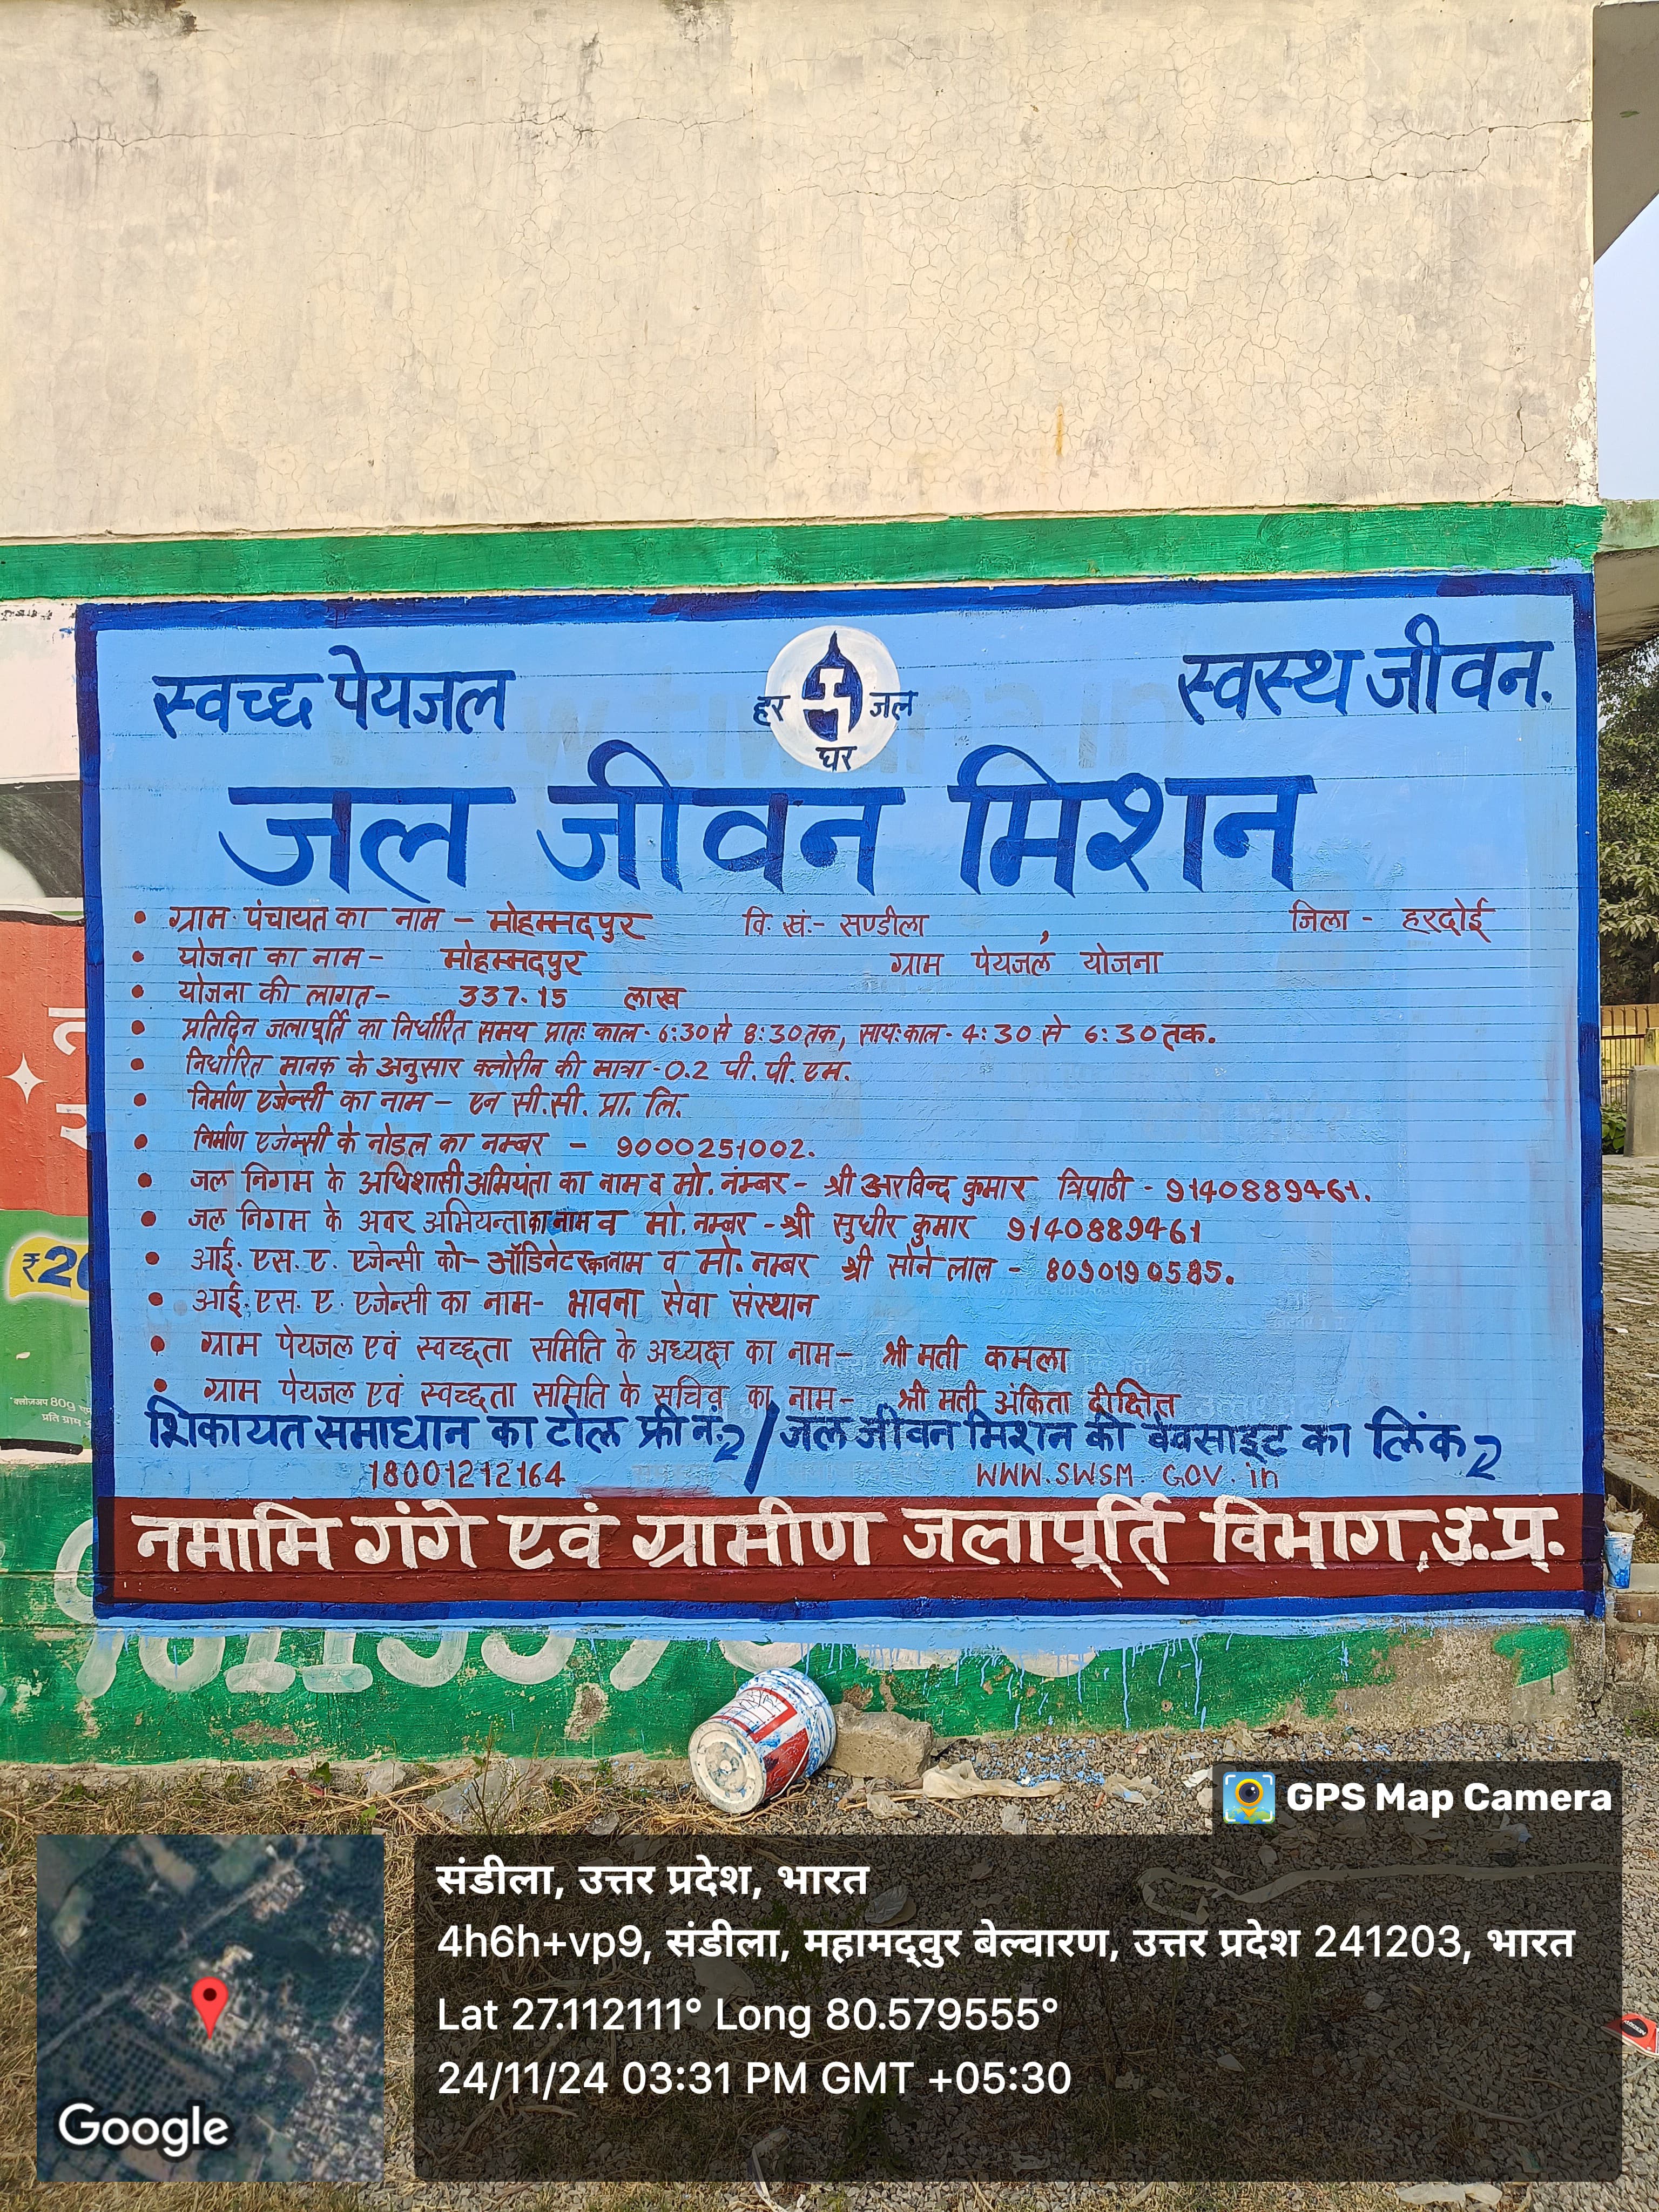 स्वच्छ पेयजल
हर जल
घर
स्वस्थ जीवन.
जल जीवन मिशन
• ग्राम पंचायत का नाम - मोहम्मदपुर वि. खं.- सण्डीला जिला - हरदोई
• योजना का नाम - मोहम्मदपुर ग्राम पेयजल योजना
• योजना की लागत - 337.15 लाख
• प्रतिदिन जलापूर्ति का निर्धारित समय प्रातः काल - 6:30 से 8:30 तक, सायःकाल - 4:30 से 6:30 तक.
• निर्धारित मानक के अनुसार क्लोरीन की मात्रा - 0.2 पी. पी. एम.
• निर्माण एजेन्सी का नाम - एन सी.सी. प्रा. लि.
• निर्माण एजेन्सी के नोडल का नम्बर - 9000251002.
• जल निगम के अधिशासी अभियंता का नाम व मो. नंम्बर - श्री अरविन्द कुमार त्रिपाठी - 9140889461.
• जल निगम के अवर अभियन्ता का नाम व मो. नम्बर - श्री सुधीर कुमार 9140889461
• आई. एस. ए. एजेन्सी को- ऑडिनेटर का नाम व मो. नम्बर श्री सोने लाल - 8090190585.
• आई. एस. ए. एजेन्सी का नाम - भावना सेवा संस्थान
• ग्राम पेयजल एवं स्वच्छता समिति के अध्यक्ष का नाम - श्री मती कमला
• ग्राम पेयजल एवं स्वच्छता समिति के सचिव का नाम - श्री मती अंकिता दीक्षित
शिकायत समाधान का टोल फ्री नं. / जल जीवन मिशन की बेवसाइट का लिंक
18001212164 WWW.SWSM.GOV.in
नमामि गंगे एवं ग्रामीण जलापूर्ति विभाग, उ.प्र.
₹20
GPS Map Camera
संडीला, उत्तर प्रदेश, भारत
4h6h+vp9, संडीला, महामद्वुर बेल्वारण, उत्तर प्रदेश 241203, भारत
Lat 27.112111° Long 80.579555°
24/11/24 03:31 PM GMT +05:30
Google